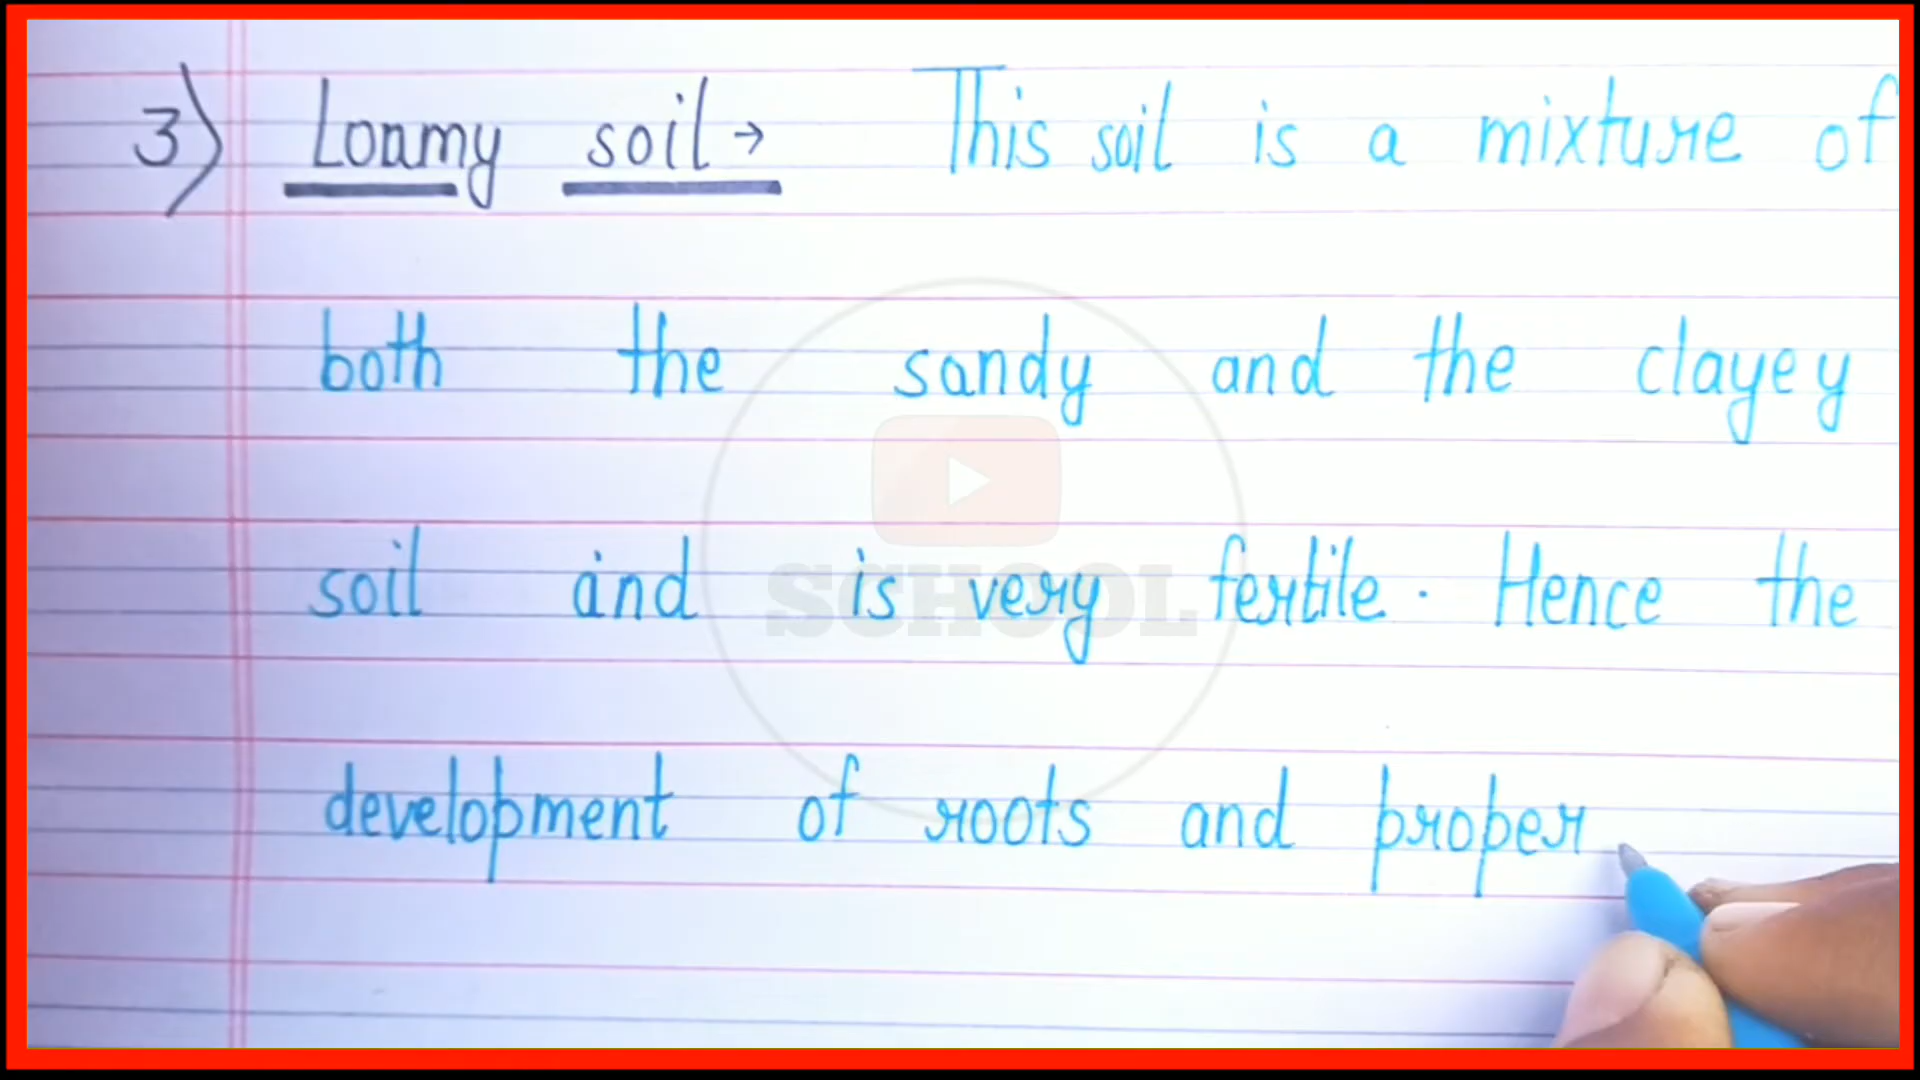 3) Loamy soil → This soil is a mixture of
both the sandy and the clayey
soil and is very fertile. Hence the
development of roots and proper
SCHOOL